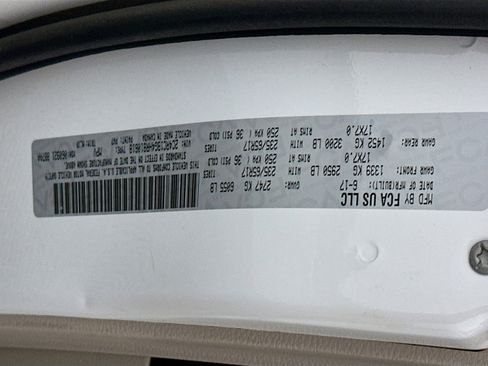 MFD BY FCA US LLC
DATE OF MFR(BUILT): 6-17 GVWR: 2747 KG 6055 LB
GAWR FRONT: 1339 KG 2950 LB 235/65R17 TIRES
17X7.0 RIMS AT 250 KPA ( 36 PSI COLD
GAWR REAR: 1452 KG 3200 LB 235/65R17 TIRES
17X7.0 RIMS AT 250 KPA ( 36 PSI COLD
THIS VEHICLE CONFORMS TO ALL APPLICABLE U.S.A. FEDERAL MOTOR VEHICLE SAFETY
STANDARDS IN EFFECT ON THE DATE OF MANUFACTURE SHOWN ABOVE.
VIN: TYPE: MPV
VEHICLE MADE IN CANADA PAINT:
MDH: TRIM: